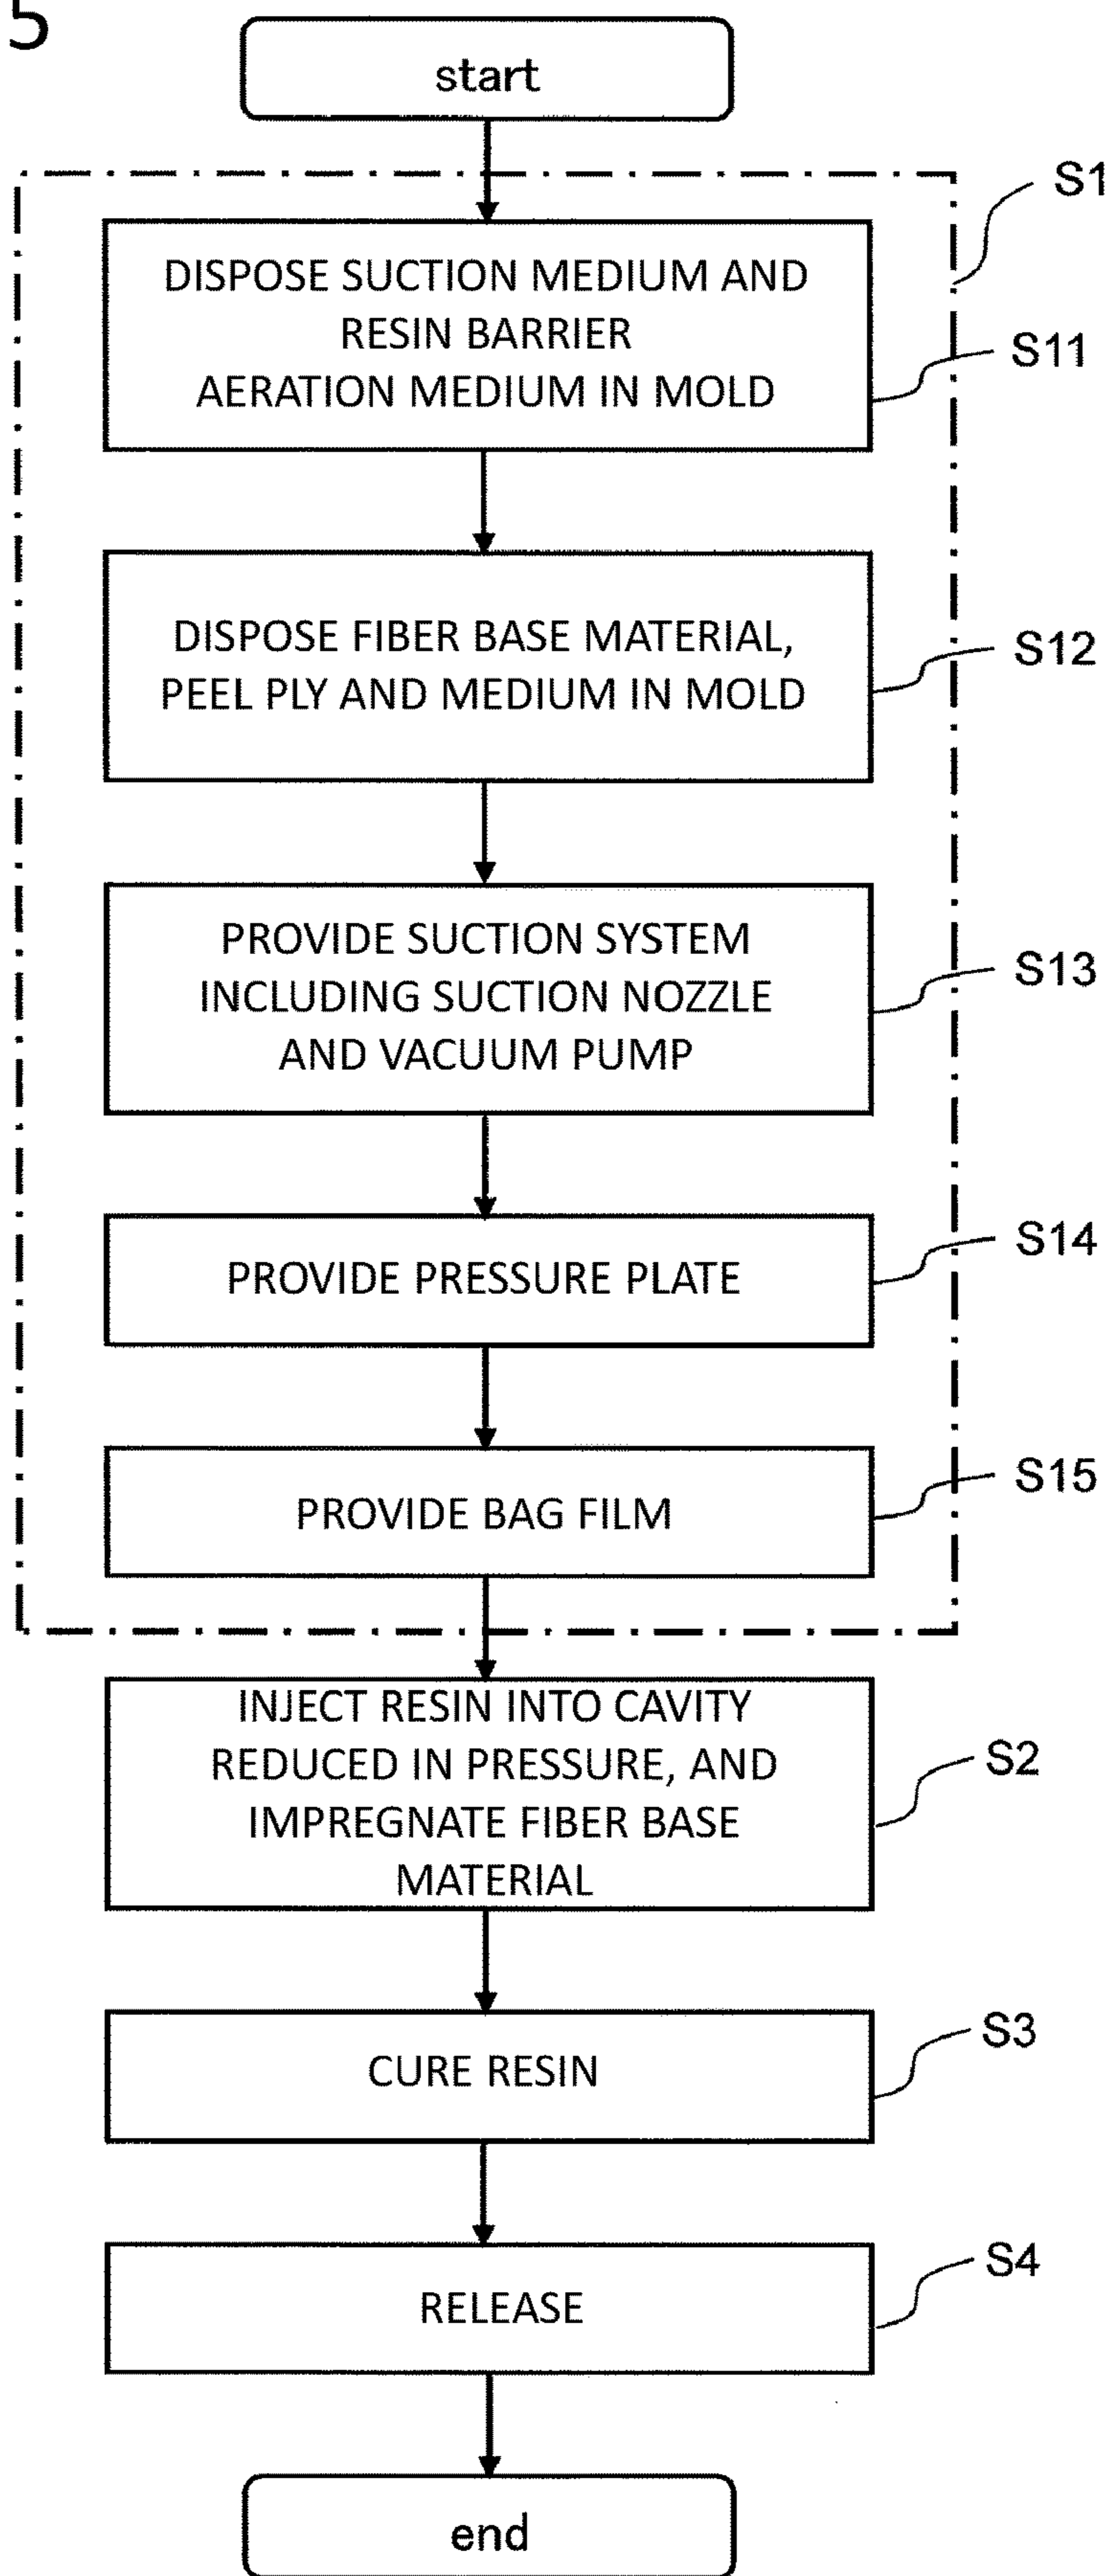 5
start
S1
DISPOSE SUCTION MEDIUM AND
RESIN BARRIER
AERATION MEDIUM IN MOLD
S11
DISPOSE FIBER BASE MATERIAL,
PEEL PLY AND MEDIUM IN MOLD
S12
PROVIDE SUCTION SYSTEM
INCLUDING SUCTION NOZZLE
AND VACUUM PUMP
S13
PROVIDE PRESSURE PLATE
S14
PROVIDE BAG FILM
S15
INJECT RESIN INTO CAVITY
REDUCED IN PRESSURE, AND
IMPREGNATE FIBER BASE
MATERIAL
S2
CURE RESIN
S3
RELEASE
S4
end